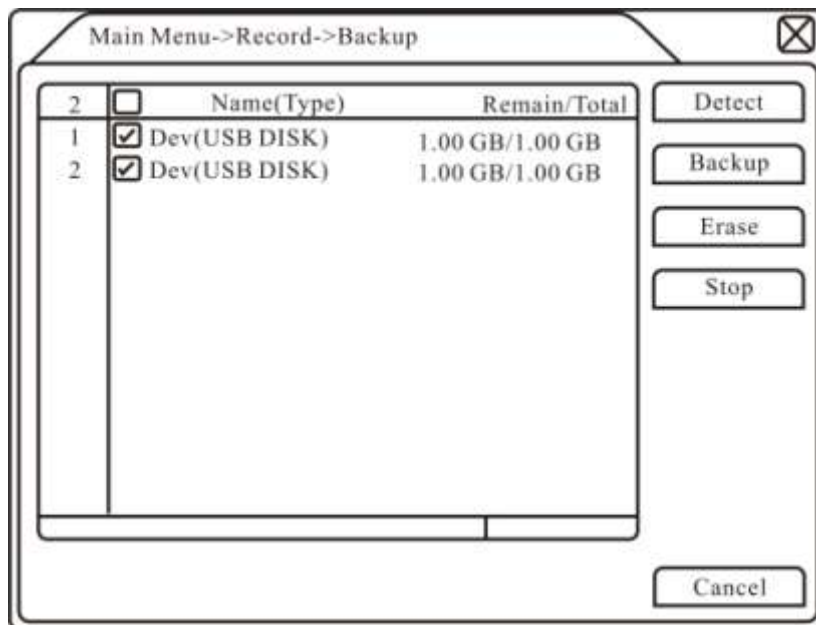 Main Menu->Record->Backup
2 Name(Type) Remain/Total
1 Dev(USB DISK) 1.00 GB/1.00 GB
2 Dev(USB DISK) 1.00 GB/1.00 GB
Detect
Backup
Erase
Stop
Cancel